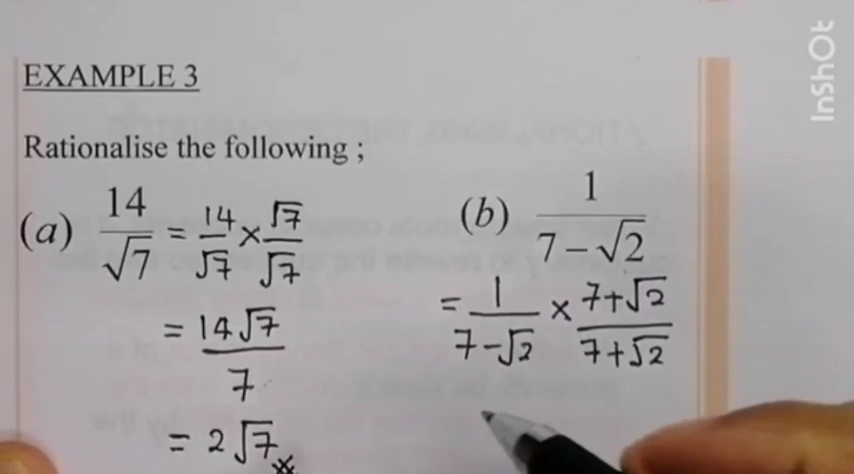 InShOt
EXAMPLE 3
Rationalise the following ;
(a) 14/√7 = 14/√7 × √7/√7
= 14√7/7
= 2√7
(b) 1/(7−√2)
= 1/(7−√2) × (7+√2)/(7+√2)